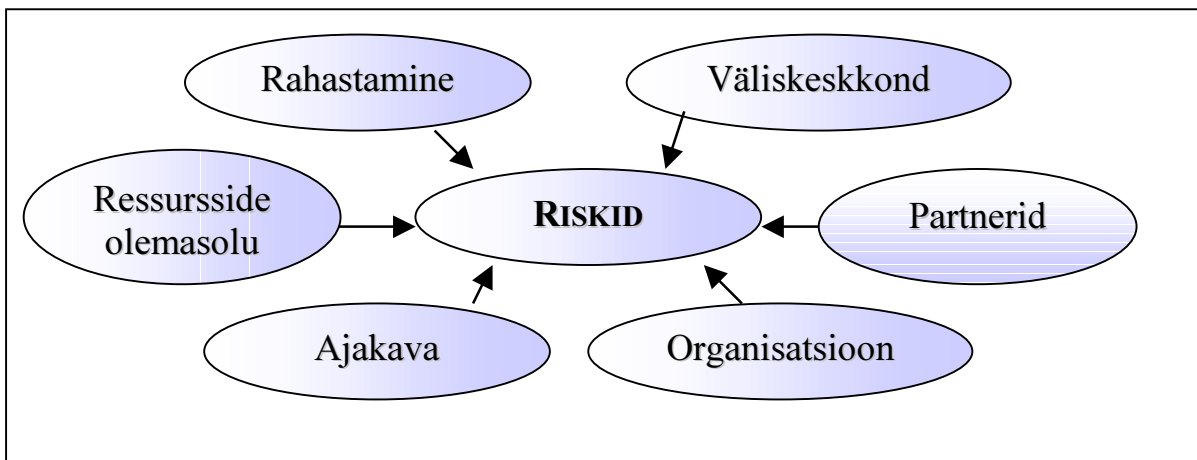 Rahastamine
Väliskeskkond
Ressursside
olemasolu
RISKID
Partnerid
Ajakava
Organisatsioon